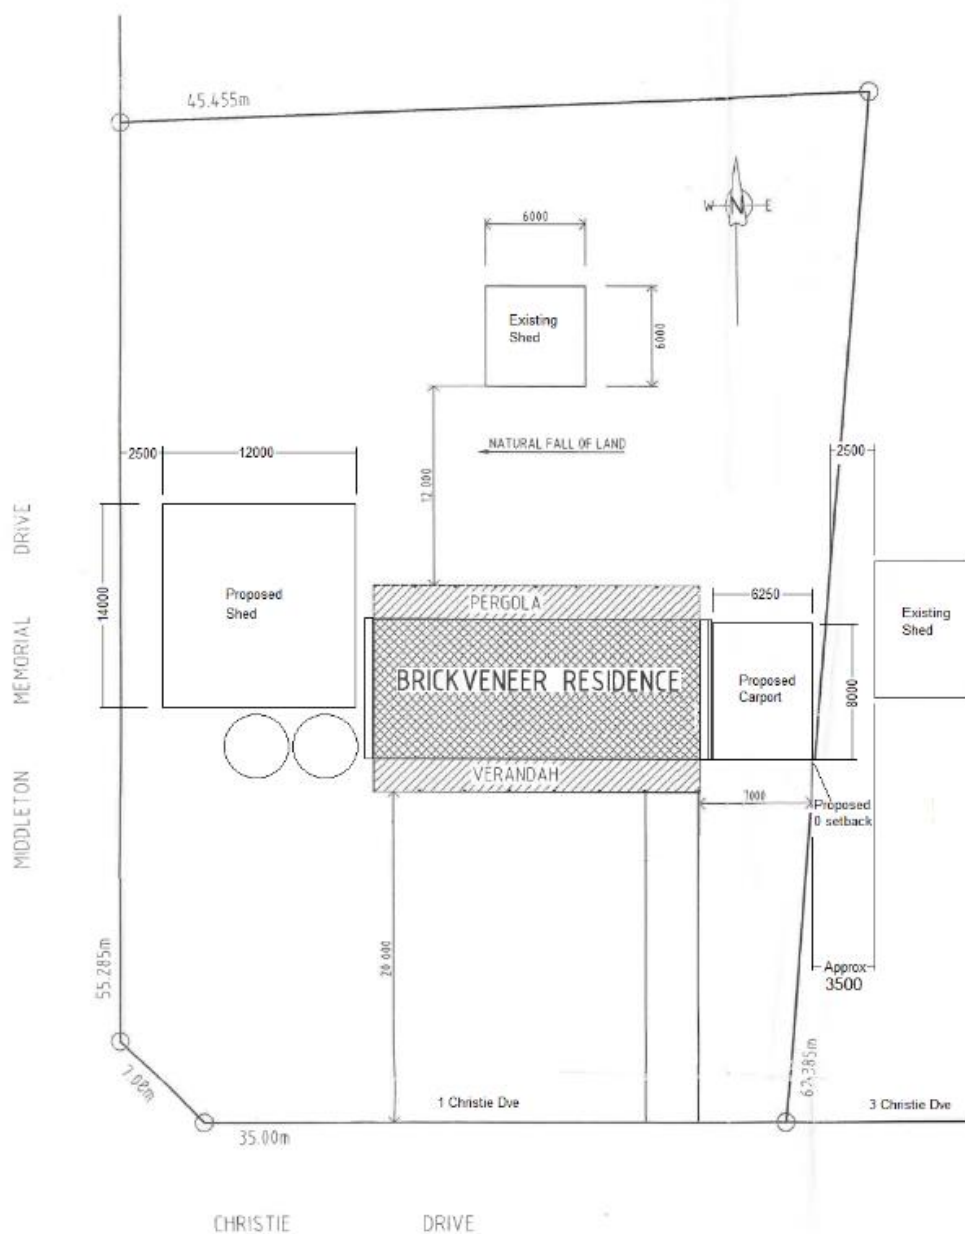 45.455m
W N E
6000
Existing
Shed
6000
NATURAL FALL OF LAND
2500
12000
2500
12 000
MIDDLETON MEMORIAL DRIVE
14000
Proposed
Shed
PERGOLA
6250
Existing
Shed
BRICKVENEER RESIDENCE
Proposed
Carport
8000
VERANDAH
7000
Proposed
0 setback
20 000
Approx
3500
55.285m
7.08m
62.385m
1 Christie Dve
3 Christie Dve
35.00m
CHRISTIE DRIVE